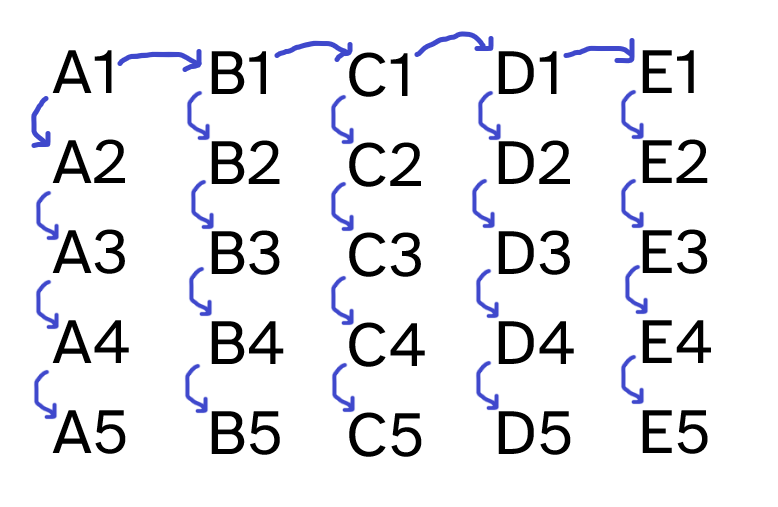 A1 B1 C1 D1 E1
A2 B2 C2 D2 E2
A3 B3 C3 D3 E3
A4 B4 C4 D4 E4
A5 B5 C5 D5 E5